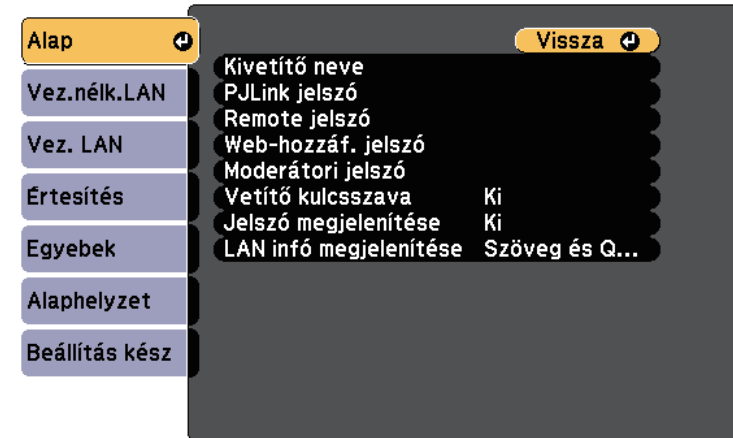 Alap
Vez.nélk.LAN
Vez. LAN
Értesítés
Egyebek
Alaphelyzet
Beállítás kész
Vissza
Kivetítő neve
PJLink jelszó
Remote jelszó
Web-hozzáf. jelszó
Moderátori jelszó
Vetítő kulcsszava Ki
Jelszó megjelenítése Ki
LAN infó megjelenítése Szöveg és Q...